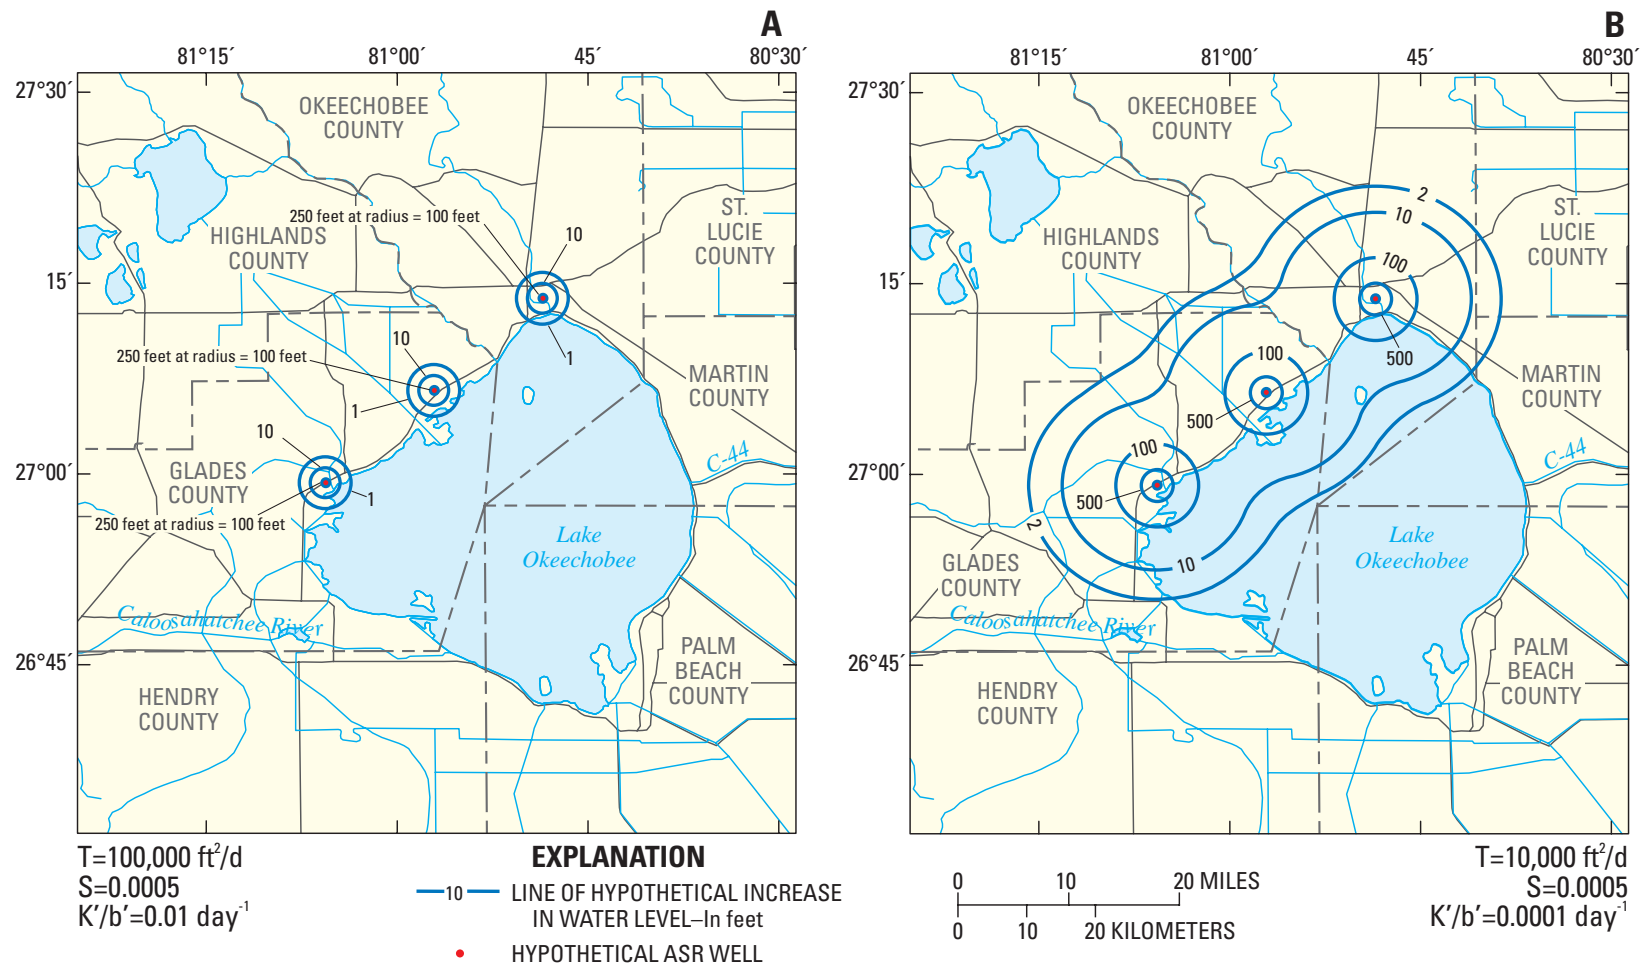 A
81°15´
81°00´
45´
80°30´
27°30´
15´
27°00´
26°45´
OKEECHOBEE
COUNTY
250 feet at radius = 100 feet
HIGHLANDS
COUNTY
10
ST.
LUCIE
COUNTY
1
10
250 feet at radius = 100 feet
1
MARTIN
COUNTY
10
GLADES
COUNTY
1
250 feet at radius = 100 feet
C-44
Lake
Okeechobee
Caloosahatchee River
PALM
BEACH
COUNTY
HENDRY
COUNTY
T=100,000 ft²/d
S=0.0005
K′/b′=0.01 day⁻¹
B
81°15´
81°00´
45´
80°30´
27°30´
15´
27°00´
26°45´
OKEECHOBEE
COUNTY
2
10
HIGHLANDS
COUNTY
ST.
LUCIE
COUNTY
100
500
100
MARTIN
COUNTY
500
100
500
C-44
2
Lake
Okeechobee
10
GLADES
COUNTY
Caloosahatchee River
PALM
BEACH
COUNTY
HENDRY
COUNTY
T=10,000 ft²/d
S=0.0005
K′/b′=0.0001 day⁻¹
EXPLANATION
10 LINE OF HYPOTHETICAL INCREASE
IN WATER LEVEL–In feet
HYPOTHETICAL ASR WELL
0 10 20 MILES
0 10 20 KILOMETERS